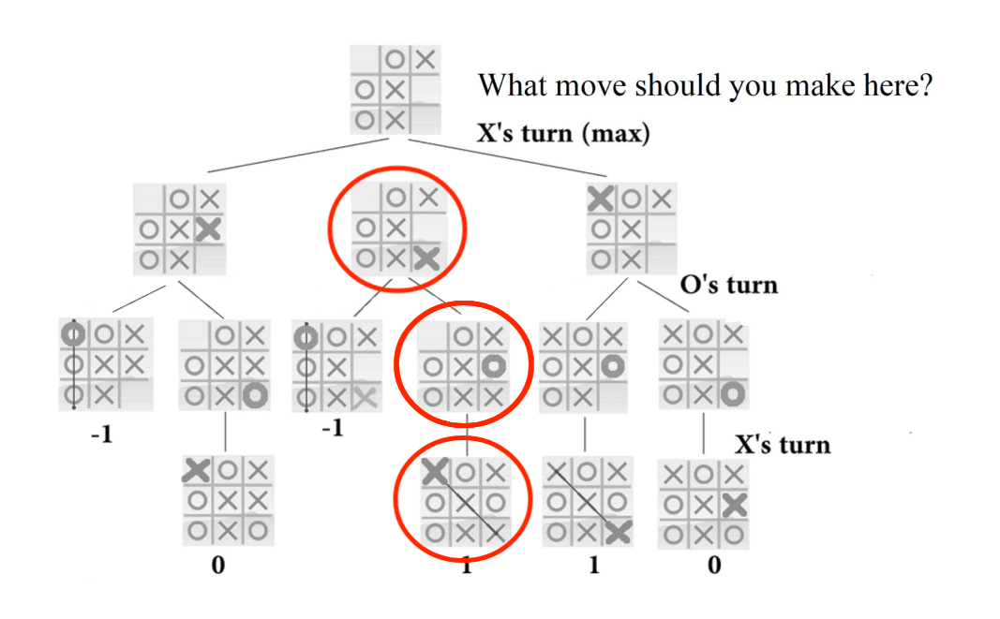 What move should you make here?
X's turn (max)
O X
O X
O X
O X
O X X
O X
O X
O X
O X X
X O X
O X
O X
O's turn
O O X
O X X
O X
O X
O X X
O X O
O O X
O X
O X X
O X
O X O
O X X
X O X
O X O
O X
X O X
O X
O X O
-1
-1
X's turn
X O X
O X X
O X O
X O X
O X O
O X X
X O X
O X O
O X X
X O X
O X X
O X O
0
1
1
0